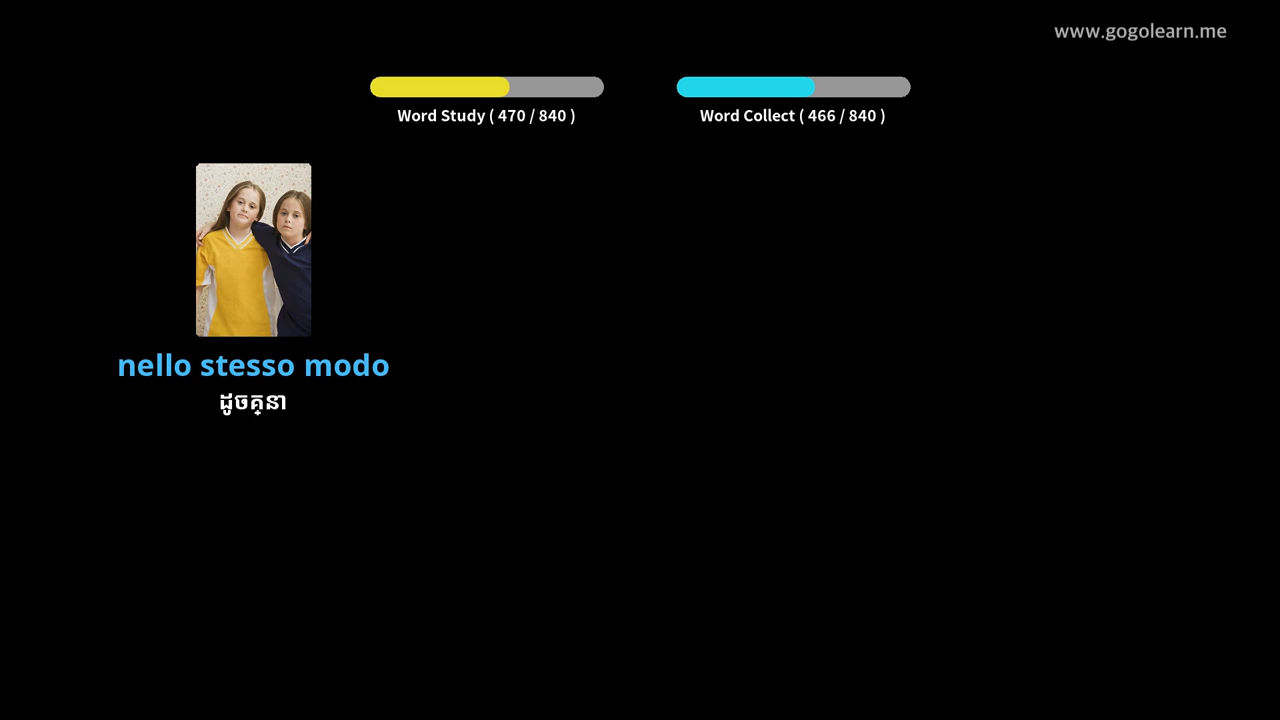 www.gogolearn.me
Word Study ( 470 / 840 )
Word Collect ( 466 / 840 )
nello stesso modo
ដូចគ្នា